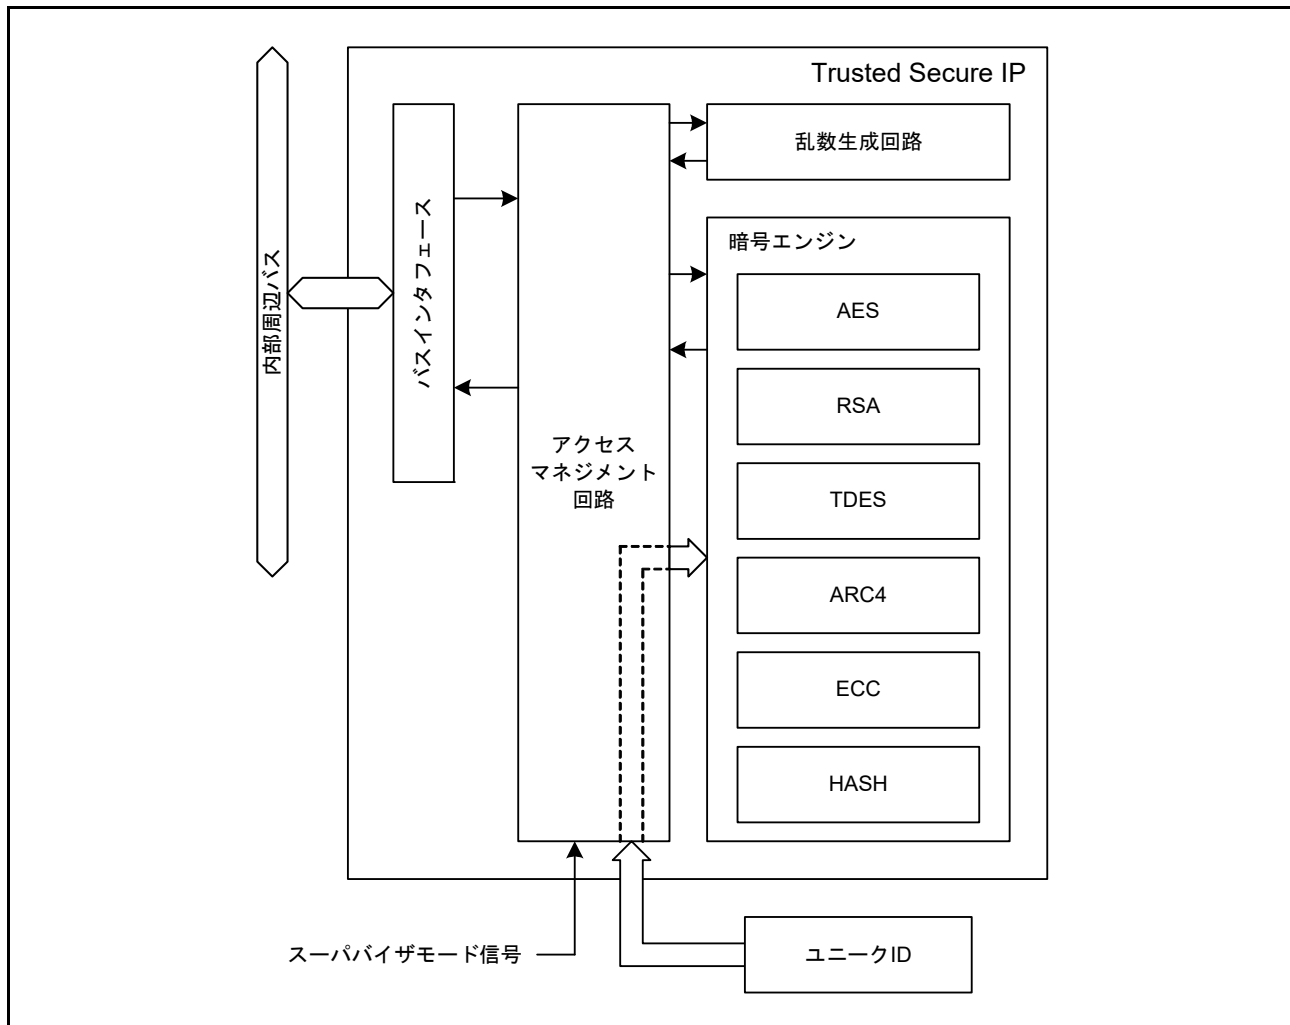 Trusted Secure IP
内部周辺バス
バスインタフェース
アクセス
マネジメント
回路
乱数生成回路
暗号エンジン
AES
RSA
TDES
ARC4
ECC
HASH
スーパバイザモード信号
ユニークID